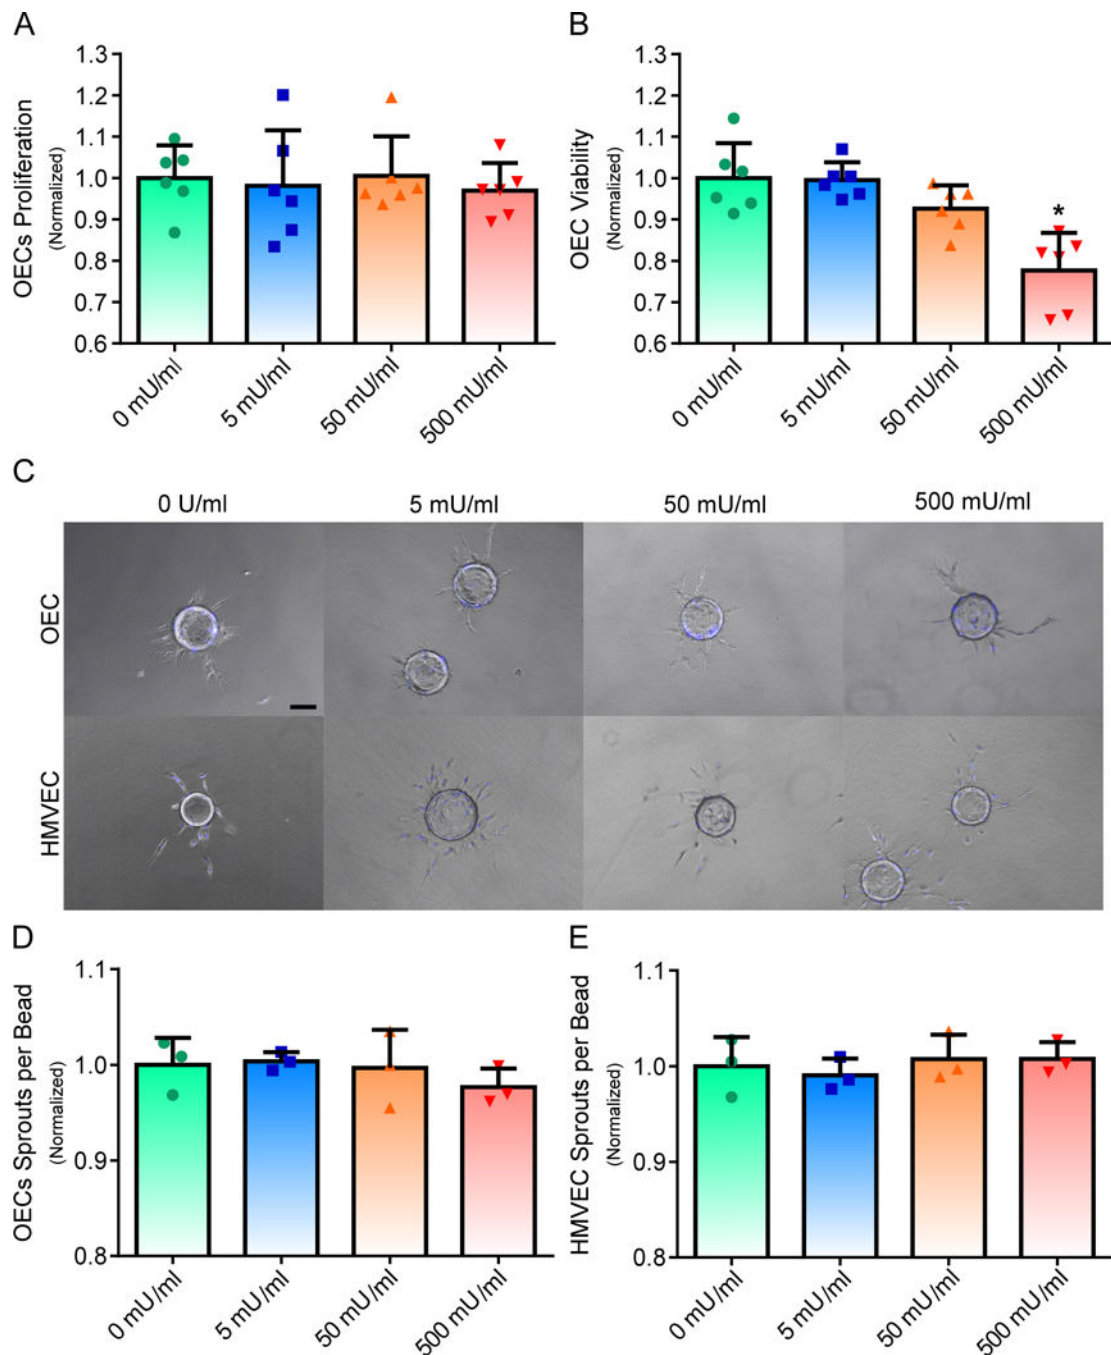 A
OECs Proliferation
(Normalized)
1.3
1.2
1.1
1.0
0.9
0.8
0.7
0.6
0 mU/ml
5 mU/ml
50 mU/ml
500 mU/ml
B
OEC Viability
(Normalized)
1.3
1.2
1.1
1.0
0.9
0.8
0.7
0.6
*
0 mU/ml
5 mU/ml
50 mU/ml
500 mU/ml
C
0 U/ml
5 mU/ml
50 mU/ml
500 mU/ml
OEC
HMVEC
D
OECs Sprouts per Bead
(Normalized)
1.1
1.0
0.9
0.8
0 mU/ml
5 mU/ml
50 mU/ml
500 mU/ml
E
HMVEC Sprouts per Bead
(Normalized)
1.1
1.0
0.9
0.8
0 mU/ml
5 mU/ml
50 mU/ml
500 mU/ml